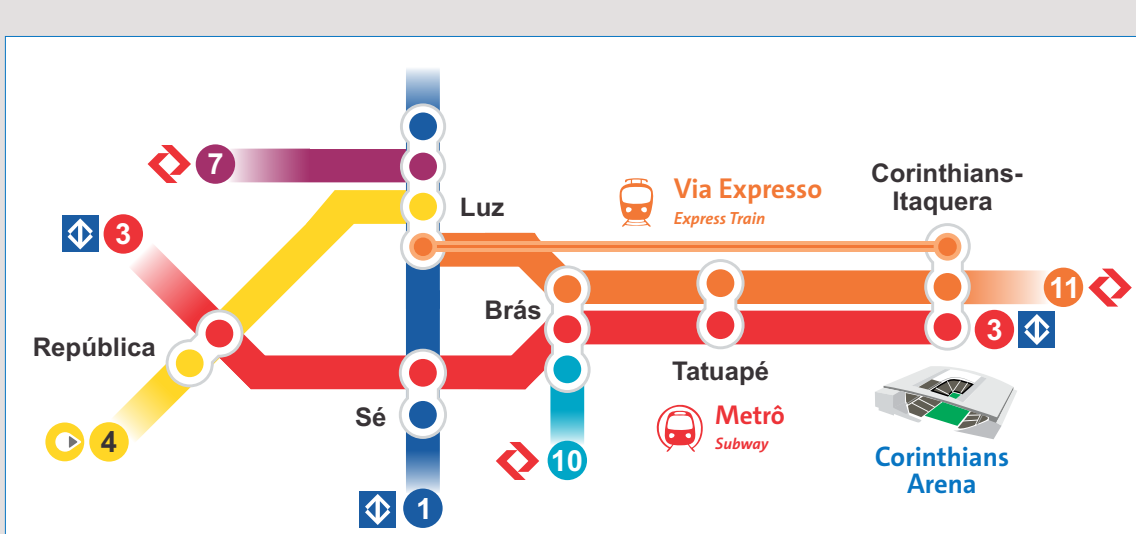 7
Luz
Via Expresso
Express Train
Corinthians-
Itaquera
3
República
Brás
11
3
Tatuapé
Sé
Metrô
Subway
4
10
Corinthians
Arena
1